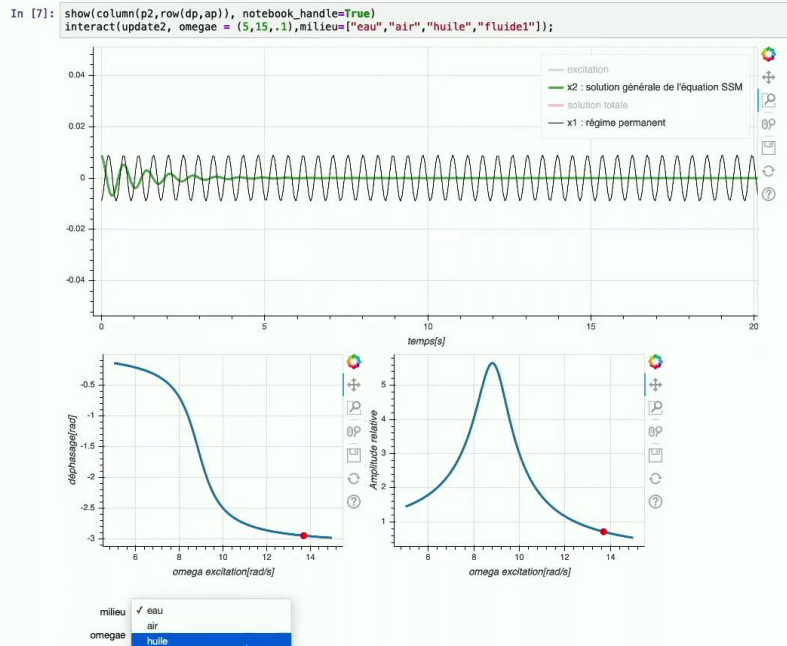 In [7]: show(column(p2,row(dp,ap)), notebook_handle=True)
interact(update2, omegae = (5,15,.1),milieu=["eau","air","huile","fluide1"]);
excitation
x2 : solution générale de l'équation SSM
solution totale
x1 : régime permanent
0.04
0.02
0
-0.02
-0.04
0 5 10 15 20
temps[s]
déphasage[rad]
-0.5
-1
-1.5
-2
-2.5
-3
6 8 10 12 14
omega excitation[rad/s]
Amplitude relative
5
4
3
2
1
6 8 10 12 14
omega excitation[rad/s]
milieu ✓ eau
air
omegae huile